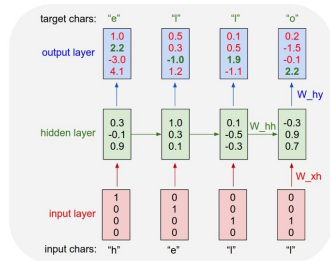 target chars: “e” “l” “l” “o”
output layer
1.0 0.5 0.1 0.2
2.2 0.3 0.5 -1.5
-3.0 -1.0 1.9 -0.1
4.1 1.2 -1.1 2.2
W_hy
hidden layer
0.3 1.0 0.1 -0.3
-0.1 0.3 -0.5 0.9
0.9 0.1 -0.3 0.7
W_hh
W_xh
input layer
1 0 0 0
0 1 0 0
0 0 1 1
0 0 0 0
input chars: “h” “e” “l” “l”